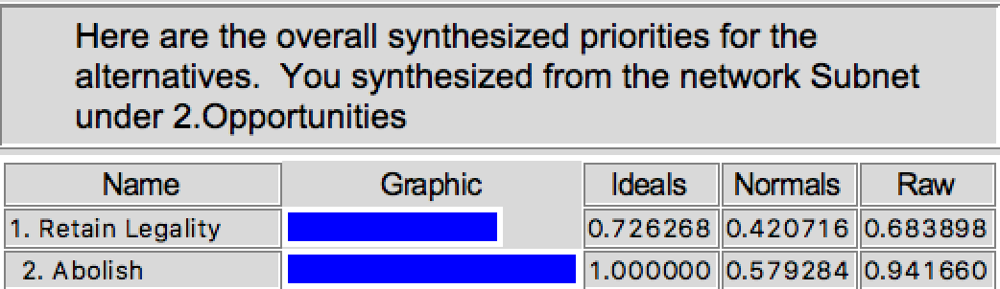 Here are the overall synthesized priorities for the
alternatives.  You synthesized from the network Subnet
under 2.Opportunities
Name Graphic Ideals Normals Raw
1. Retain Legality 0.726268 0.420716 0.683898
2. Abolish 1.000000 0.579284 0.941660